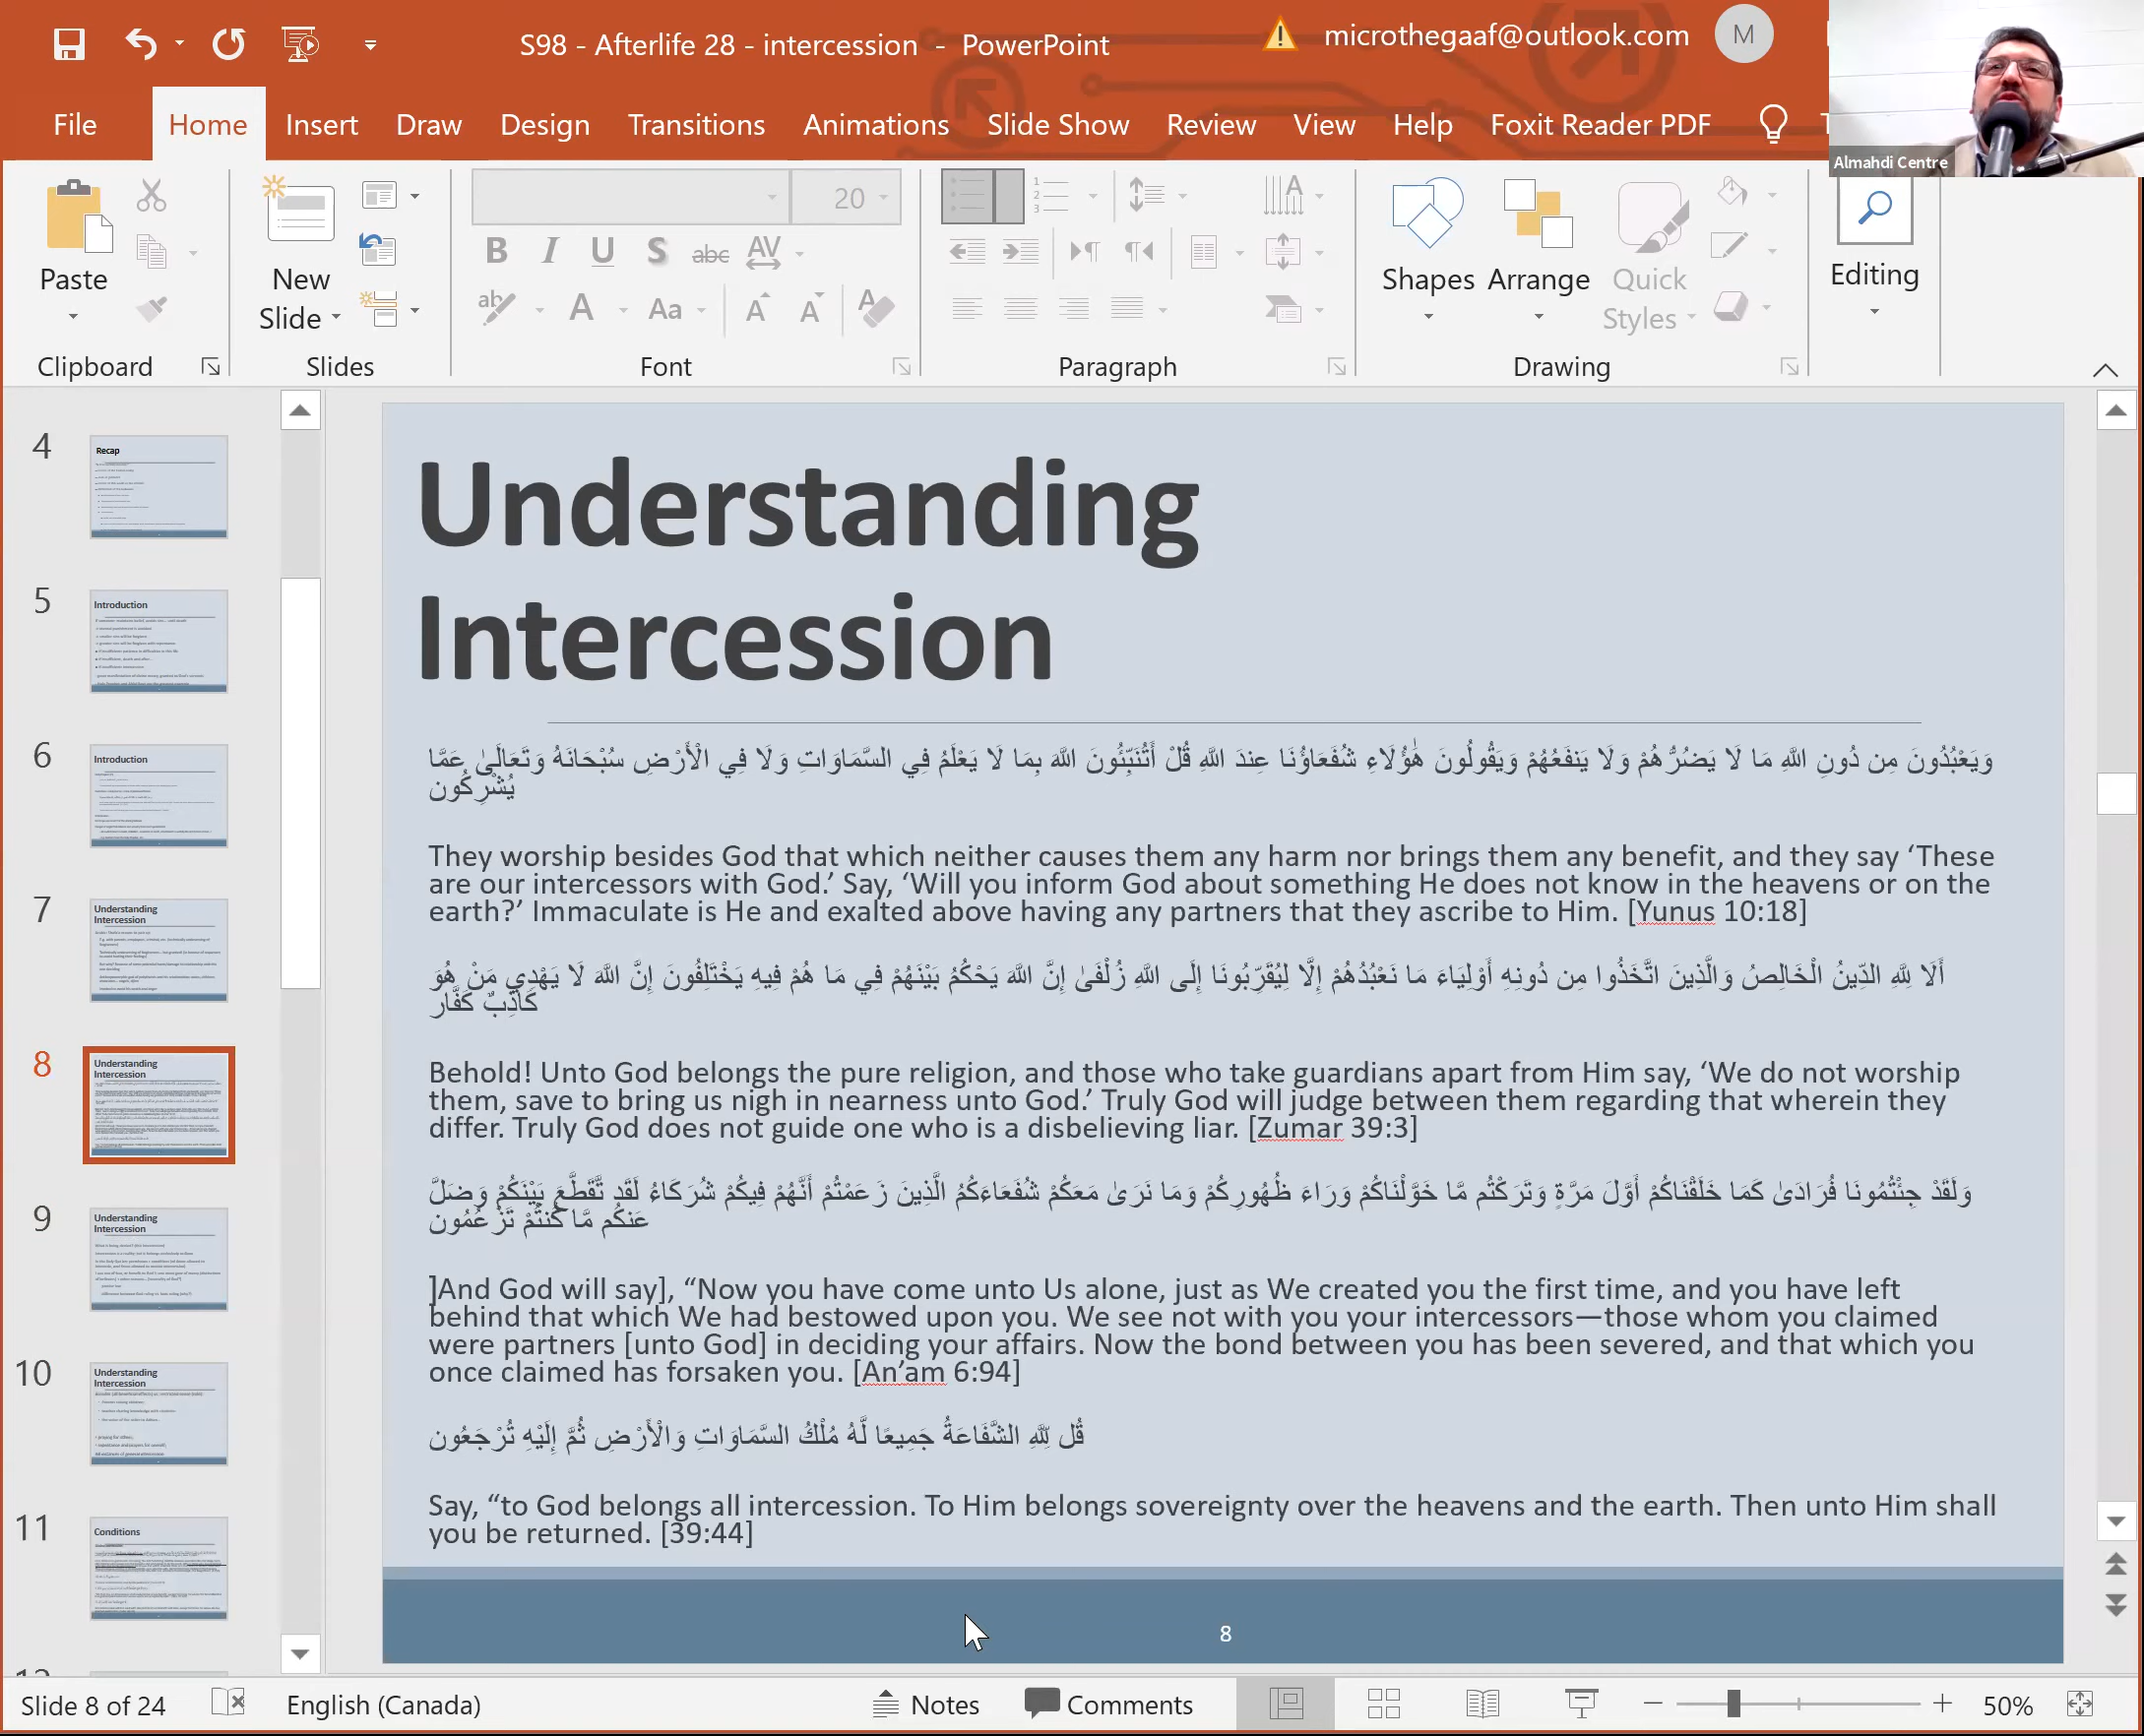 S98 - Afterlife 28 - intercession - PowerPoint
microthegaaf@outlook.com
M
Almahdi Centre
File Home Insert Draw Design Transitions Animations Slide Show Review View Help Foxit Reader PDF
Paste
New
Slide
20
B I U S abc AV
A Aa A A A
Shapes Arrange Quick
Styles
Editing
Clipboard Slides Font Paragraph Drawing
4
Recap
5
Introduction
6
Introduction
7
Understanding
Intercession
8
Understanding
Intercession
9
Understanding
Intercession
10
Understanding
Intercession
11
Conditions
Understanding
Intercession
وَيَعْبُدُونَ مِن دُونِ اللَّهِ مَا لَا يَضُرُّهُمْ وَلَا يَنفَعُهُمْ وَيَقُولُونَ هَٰؤُلَاءِ شُفَعَاؤُنَا عِندَ اللَّهِ قُلْ أَتُنَبِّئُونَ اللَّهَ بِمَا لَا يَعْلَمُ فِي السَّمَاوَاتِ وَلَا فِي الْأَرْضِ سُبْحَانَهُ وَتَعَالَىٰ عَمَّا
يُشْرِكُون
They worship besides God that which neither causes them any harm nor brings them any benefit, and they say ‘These
are our intercessors with God.’ Say, ‘Will you inform God about something He does not know in the heavens or on the
earth?’ Immaculate is He and exalted above having any partners that they ascribe to Him. [Yunus 10:18]
أَلَا لِلَّهِ الدِّينُ الْخَالِصُ وَالَّذِينَ اتَّخَذُوا مِن دُونِهِ أَوْلِيَاءَ مَا نَعْبُدُهُمْ إِلَّا لِيُقَرِّبُونَا إِلَى اللَّهِ زُلْفَىٰ إِنَّ اللَّهَ يَحْكُمُ بَيْنَهُمْ فِي مَا هُمْ فِيهِ يَخْتَلِفُونَ إِنَّ اللَّهَ لَا يَهْدِي مَنْ هُوَ
كَاذِبٌ كَفَّار
Behold! Unto God belongs the pure religion, and those who take guardians apart from Him say, ‘We do not worship
them, save to bring us nigh in nearness unto God.’ Truly God will judge between them regarding that wherein they
differ. Truly God does not guide one who is a disbelieving liar. [Zumar 39:3]
وَلَقَدْ جِئْتُمُونَا فُرَادَىٰ كَمَا خَلَقْنَاكُمْ أَوَّلَ مَرَّةٍ وَتَرَكْتُم مَّا خَوَّلْنَاكُمْ وَرَاءَ ظُهُورِكُمْ وَمَا نَرَىٰ مَعَكُمْ شُفَعَاءَكُمُ الَّذِينَ زَعَمْتُمْ أَنَّهُمْ فِيكُمْ شُرَكَاءُ لَقَد تَّقَطَّعَ بَيْنَكُمْ وَضَلَّ
عَنكُم مَّا كُنتُمْ تَزْعُمُون
]And God will say], “Now you have come unto Us alone, just as We created you the first time, and you have left
behind that which We had bestowed upon you. We see not with you your intercessors—those whom you claimed
were partners [unto God] in deciding your affairs. Now the bond between you has been severed, and that which you
once claimed has forsaken you. [An’am 6:94]
قُل لِلَّهِ الشَّفَاعَةُ جَمِيعًا لَّهُ مُلْكُ السَّمَاوَاتِ وَالْأَرْضِ ثُمَّ إِلَيْهِ تُرْجَعُون
Say, “to God belongs all intercession. To Him belongs sovereignty over the heavens and the earth. Then unto Him shall
you be returned. [39:44]
8
Slide 8 of 24 English (Canada) Notes Comments 50%